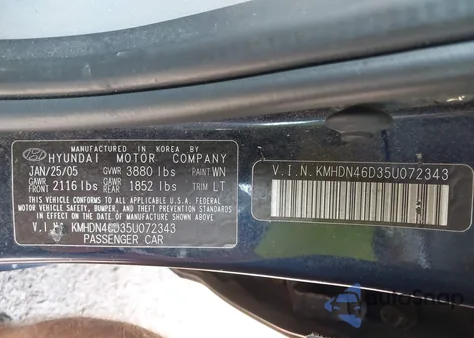 MANUFACTURED IN KOREA BY
HYUNDAI MOTOR COMPANY
JAN/25/05 GVWR 3880 lbs PAINT WN
GAWR FRONT 2116 lbs GAWR REAR 1852 lbs TRIM LT
THIS VEHICLE CONFORMS TO ALL APPLICABLE U.S.A. FEDERAL
MOTOR VEHICLE SAFETY, BUMPER, AND THEFT PREVENTION
STANDARDS IN EFFECT ON THE DATE OF MANUFACTURE SHOWN
ABOVE.
V.I.N. KMHDN46D35U072343
PASSENGER CAR
V.I.N. KMHDN46D35U072343
AutoSnap